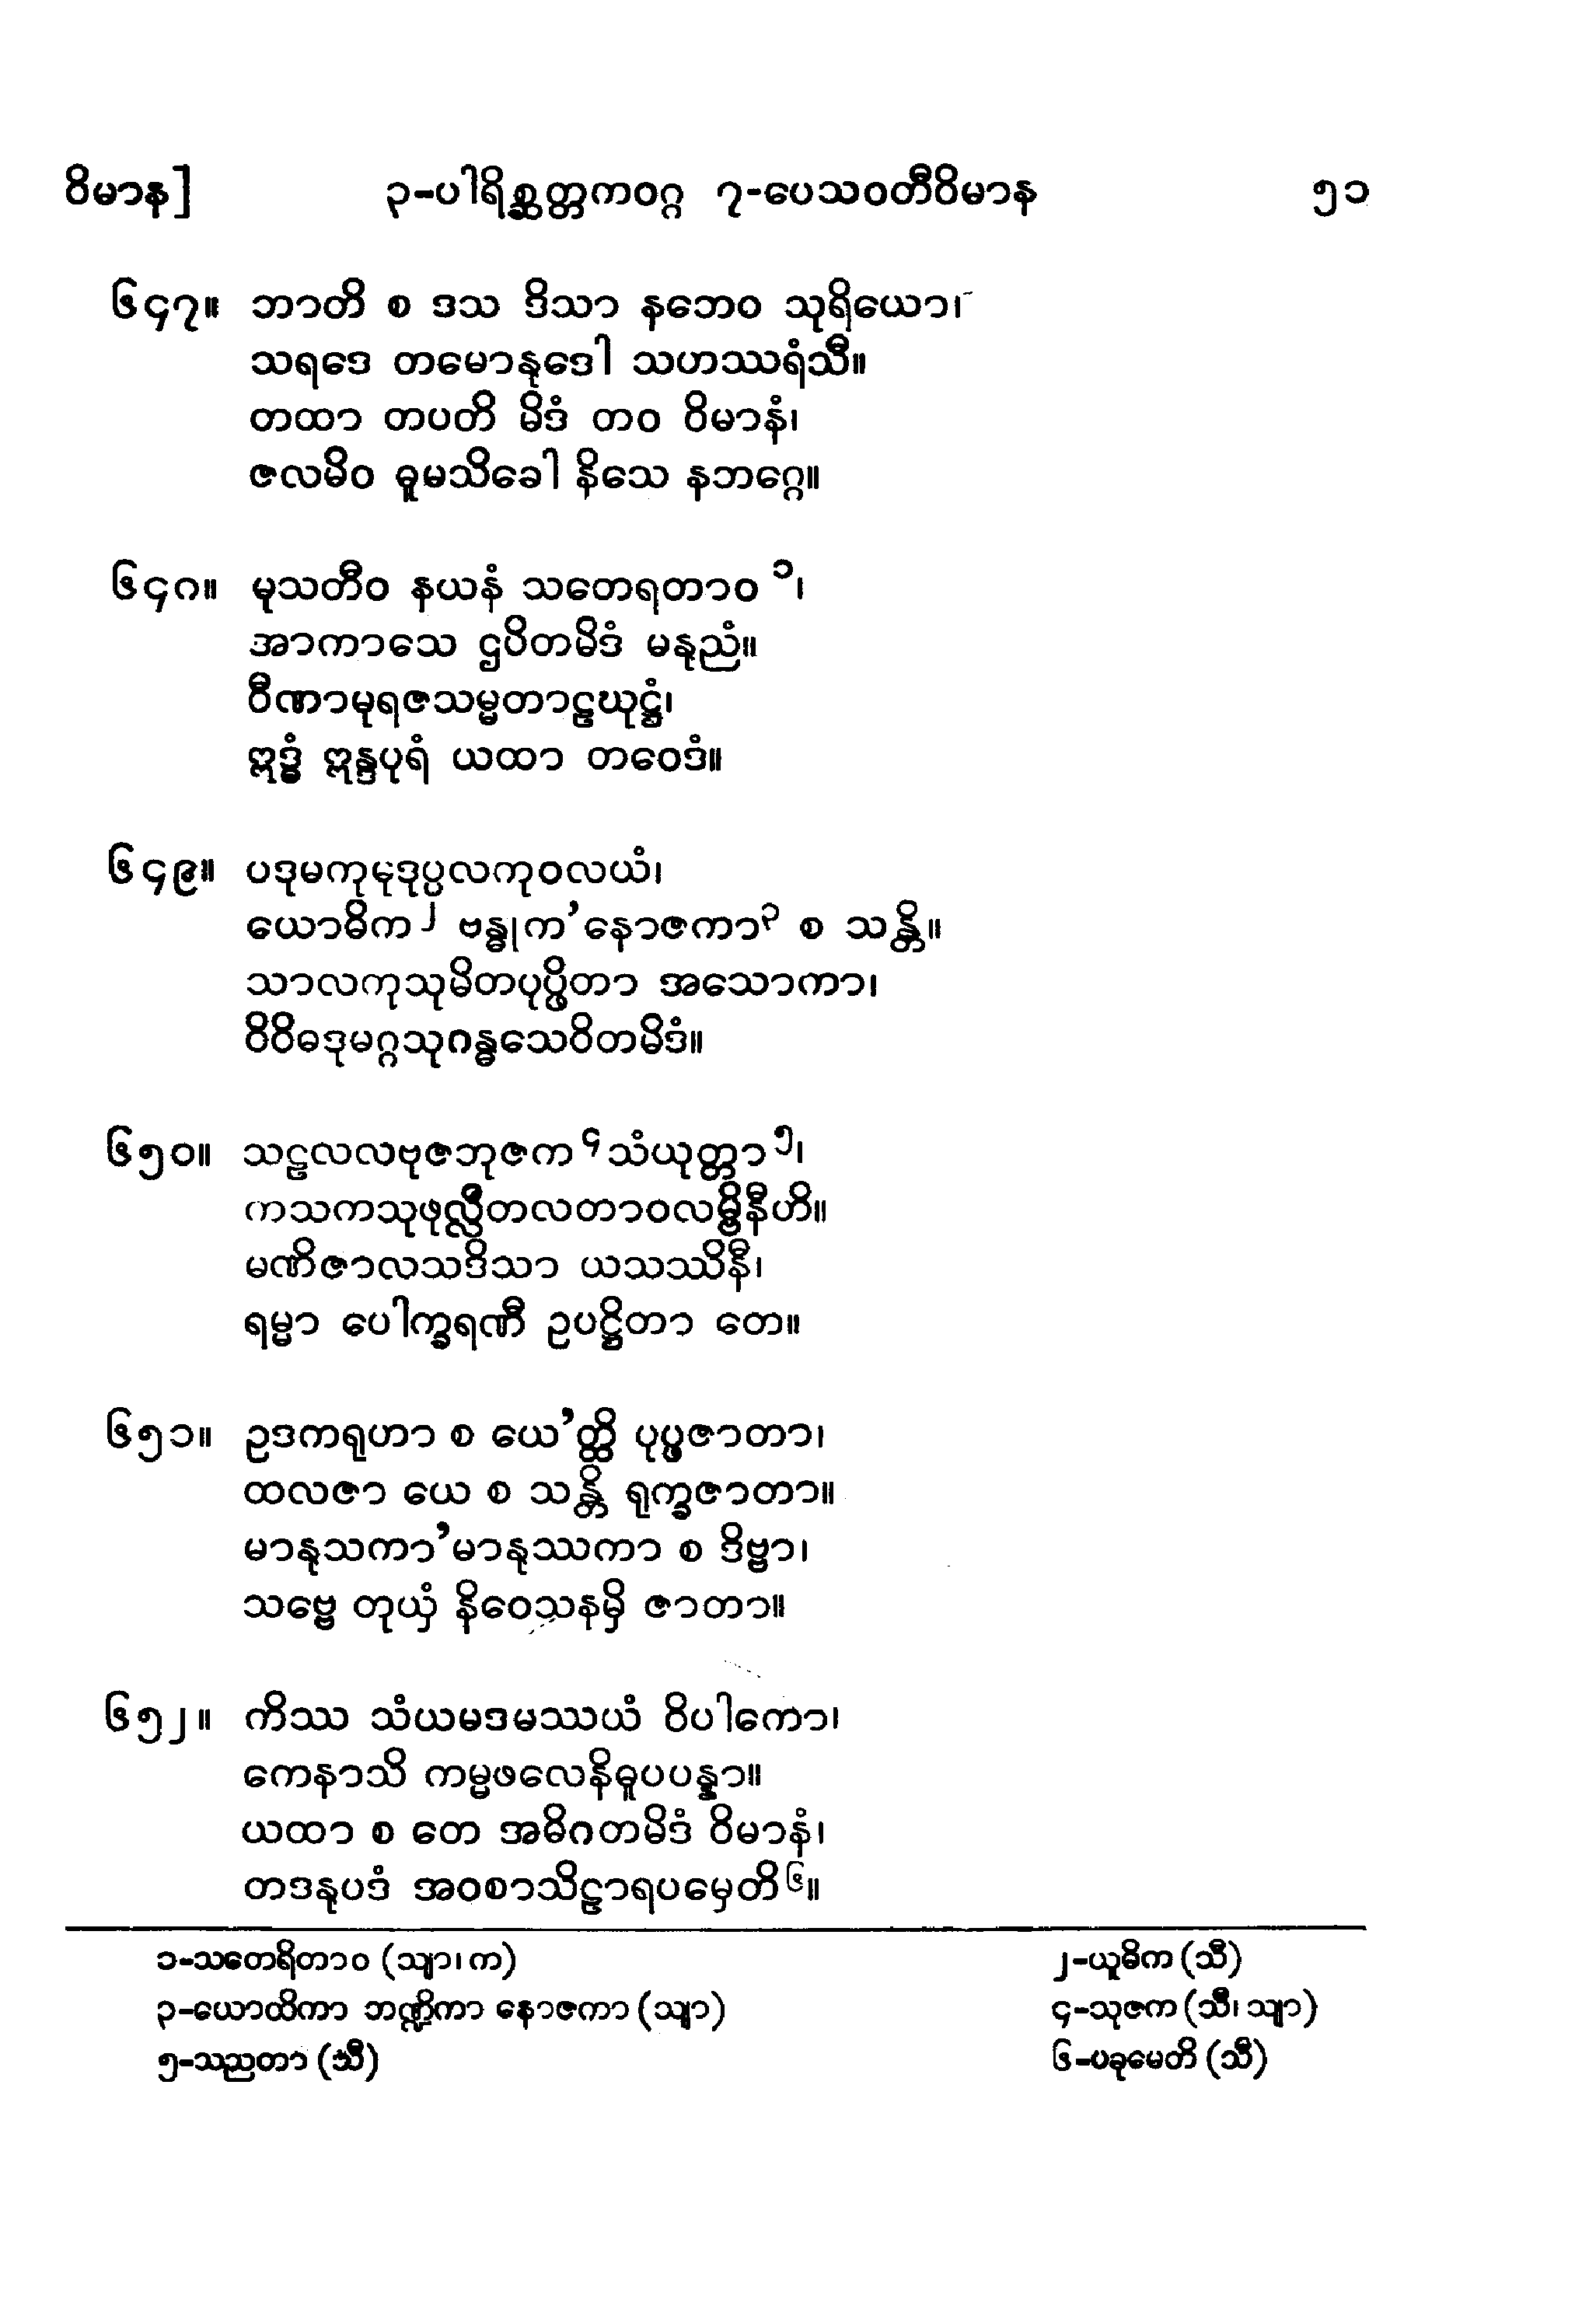 ဝိမာန]	၃-ပါရိစ္ဆတ္တကဝဂ္ဂ ၇-ပေသဝတီဝိမာန	၅၁
၆၄၇။ ဘာတိ စ ဒသ ဒိသာ နဘေဝ သုရိယော၊
သရဒေ တမောနုဒေါ သဟဿရံသီ။
တထာ တပတိ မိဒံ တဝ ဝိမာနံ၊
ဇလမိဝ ဓူမသိခေါ နိသေ နဘဂ္ဂေ။
၆၄၈။ မုသတီဝ နယနံ သတေရတာဝ ၁၊
အာကာသေ ဌပိတမိဒံ မနုညံ။
ဝီဏာမုရဇသမ္မတာဠဃုဋ္ဌံ၊
ဣဒ္ဓံ ဣန္ဒပုရံ ယထာ တဝေဒံ။
၆၄၉။ ပဒုမကုမုဒုပ္ပလကုဝလယံ၊
ယောဓိက၂ ဗန္ဓုက’နောဇကာ၃ စ သန္တိ။
သာလကုသုမိတပုပ္ဖိတာ အသောကာ၊
ဝိဝိဓဒုမဂ္ဂသုဂန္ဓသေဝိတမိဒံ။
၆၅၀။ သဠလလဗုဇဘုဇက၄သံယုတ္တာ၅၊
ကသကသုဖုလ္လိတလတာဝလမ္ဗိနီဟိ။
မဏိဇာလသဒိသာ ယသဿိနီ၊
ရမ္မာ ပေါက္ခရဏီ ဥပဋ္ဌိတာ တေ။
၆၅၁။ ဥဒကရုဟာ စ ယေ’တ္ထိ ပုပ္ဖဇာတာ၊
ထလဇာ ယေ စ သန္တိ ရုက္ခဇာတာ။
မာနုသကာ’မာနုဿကာ စ ဒိဗ္ဗာ၊
သဗ္ဗေ တုယှံ နိဝေသနမှိ ဇာတာ။
၆၅၂။ ကိဿ သံယမဒမဿယံ ဝိပါကော၊
ကေနာသိ ကမ္မဖလေနိဓူပပန္နာ။
ယထာ စ တေ အဓိဂတမိဒံ ဝိမာနံ၊
တဒနုပဒံ အဝစာသိဠာရပမှေတိ၆။
၁-သတေရိတာဝ (သျာ၊ က)	၂-ယူဓိက (သီ)
၃-ယောထိကာ ဘဏ္ဍိကာ နောဇကာ (သျာ)	၄-သုဇက (သီ၊ သျာ)
၅-သညတာ (သီ)	၆-ပခုမေတိ (သီ)